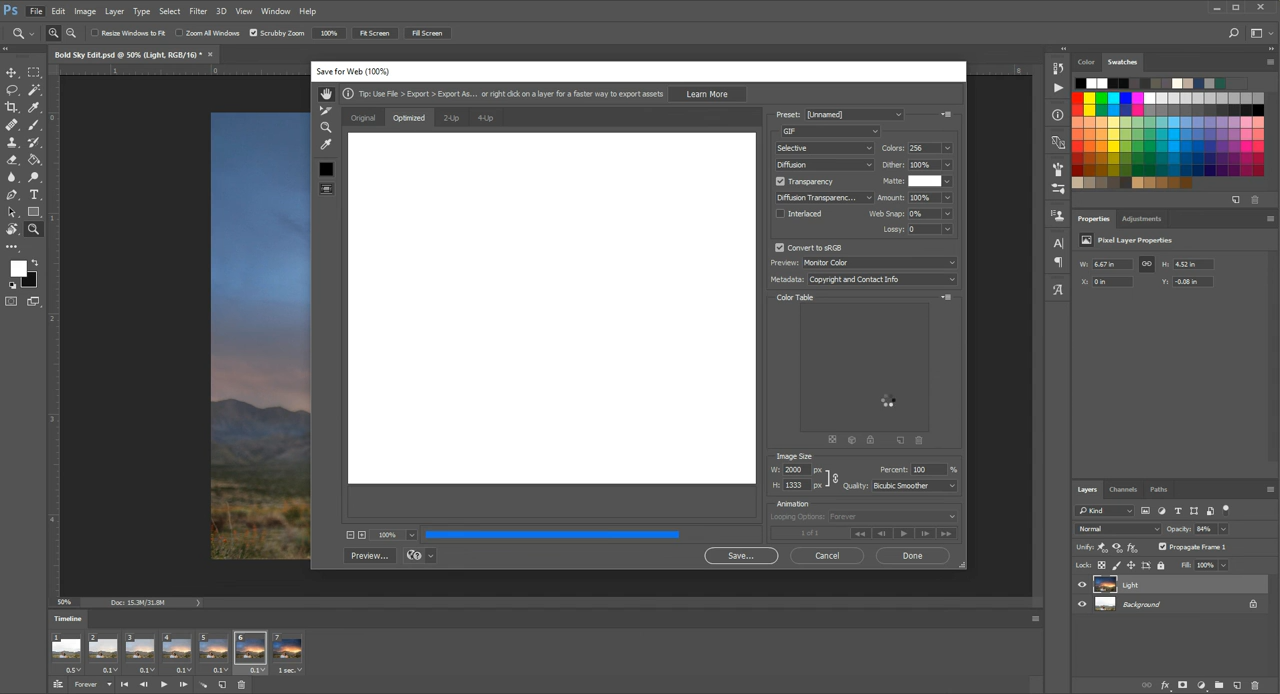 Ps File Edit Image Layer Type Select Filter 3D View Window Help
Resize Windows to Fit Zoom All Windows Scrubby Zoom 100% Fit Screen Fill Screen
Bold Sky Edit.psd @ 50% (Light, RGB/16) * ×
Save for Web (100%)
Tip: Use File > Export > Export As... or right click on a layer for a faster way to export assets Learn More
Original Optimized 2-Up 4-Up
Preset: [Unnamed]
GIF
Selective Colors: 256
Diffusion Dither: 100%
Transparency Matte:
Diffusion Transparenc... Amount: 100%
Interlaced Web Snap: 0%
Lossy: 0
Convert to sRGB
Preview: Monitor Color
Metadata: Copyright and Contact Info
Color Table
Image Size
W: 2000 px Percent: 100 %
H: 1333 px Quality: Bicubic Smoother
Animation
Looping Options: Forever
1 of 1
100%
Preview... Save... Cancel Done
Color Swatches
Properties Adjustments
Pixel Layer Properties
W: 6.67 in H: 4.52 in
X: 0 in Y: -0.08 in
Layers Channels Paths
Kind
Normal Opacity: 84%
Unify: Propagate Frame 1
Lock: Fill: 100%
Light
Background
50% Doc: 15.3M/31.8M
Timeline
1 2 3 4 5 6 7
0.5 0.1 0.1 0.1 0.1 0.1 1 sec.
Forever